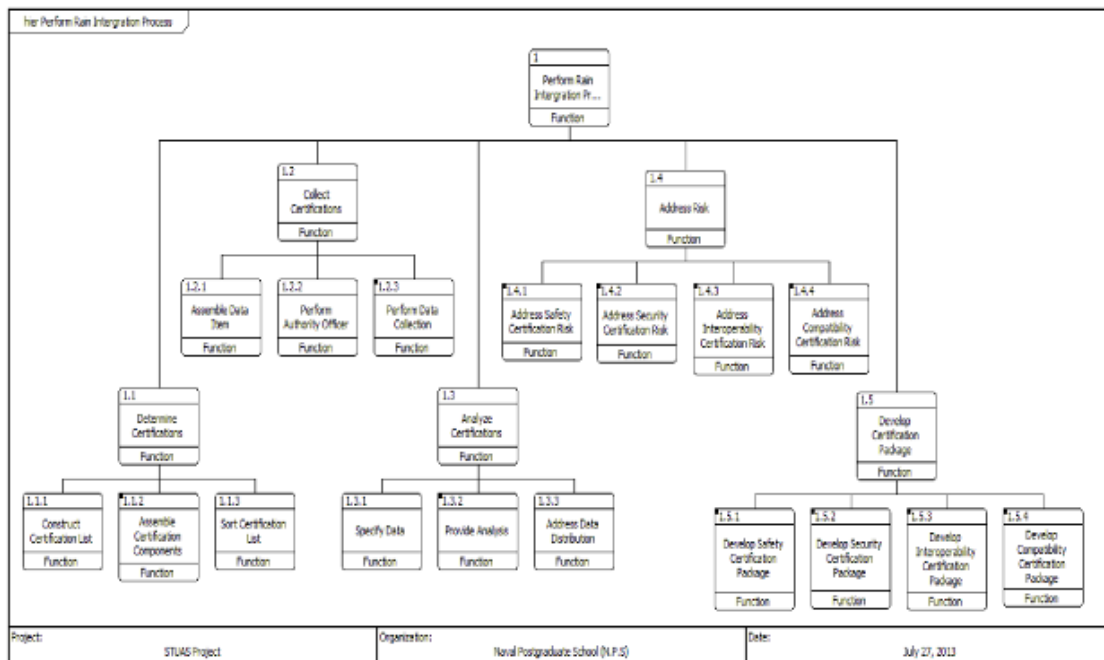 hier Perform Rain Intergration Process
1
Perform Rain
Intergration Pr...
Function
1.2
Collect
Certifications
Function
1.4
Address Risk
Function
1.2.1
Assemble Data
Item
Function
1.2.2
Perform
Authority Officer
Function
1.2.3
Perform Data
Collection
Function
1.4.1
Address Safety
Certification Risk
Function
1.4.2
Address Security
Certification Risk
Function
1.4.3
Address
Interoperability
Certification Risk
Function
1.4.4
Address
Compatibility
Certification Risk
Function
1.1
Determine
Certifications
Function
1.3
Analyze
Certifications
Function
1.5
Develop
Certification
Package
Function
1.1.1
Construct
Certification List
Function
1.1.2
Assemble
Certification
Components
Function
1.1.3
Sort Certification
List
Function
1.3.1
Specify Data
Function
1.3.2
Provide Analysis
Function
1.3.3
Address Data
Distribution
Function
1.5.1
Develop Safety
Certification
Package
Function
1.5.2
Develop Security
Certification
Package
Function
1.5.3
Develop
Interoperability
Certification
Package
Function
1.5.4
Develop
Compatibility
Certification
Package
Function
Project:
STUAS Project
Organization:
Naval Postgraduate School (N.P.S)
Date:
July 27, 2013